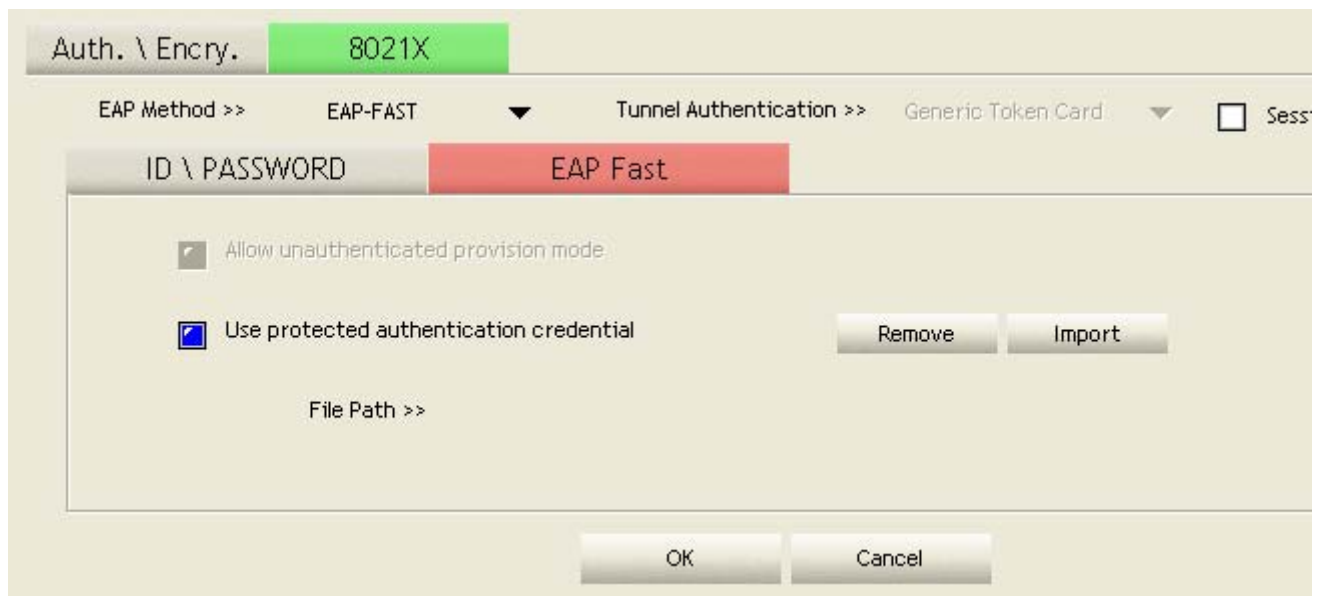 Auth. \ Encry. 8021X
EAP Method >> EAP-FAST Tunnel Authentication >> Generic Token Card
ID \ PASSWORD EAP Fast
Allow unauthenticated provision mode
Use protected authentication credential Remove Import
File Path >>
OK Cancel